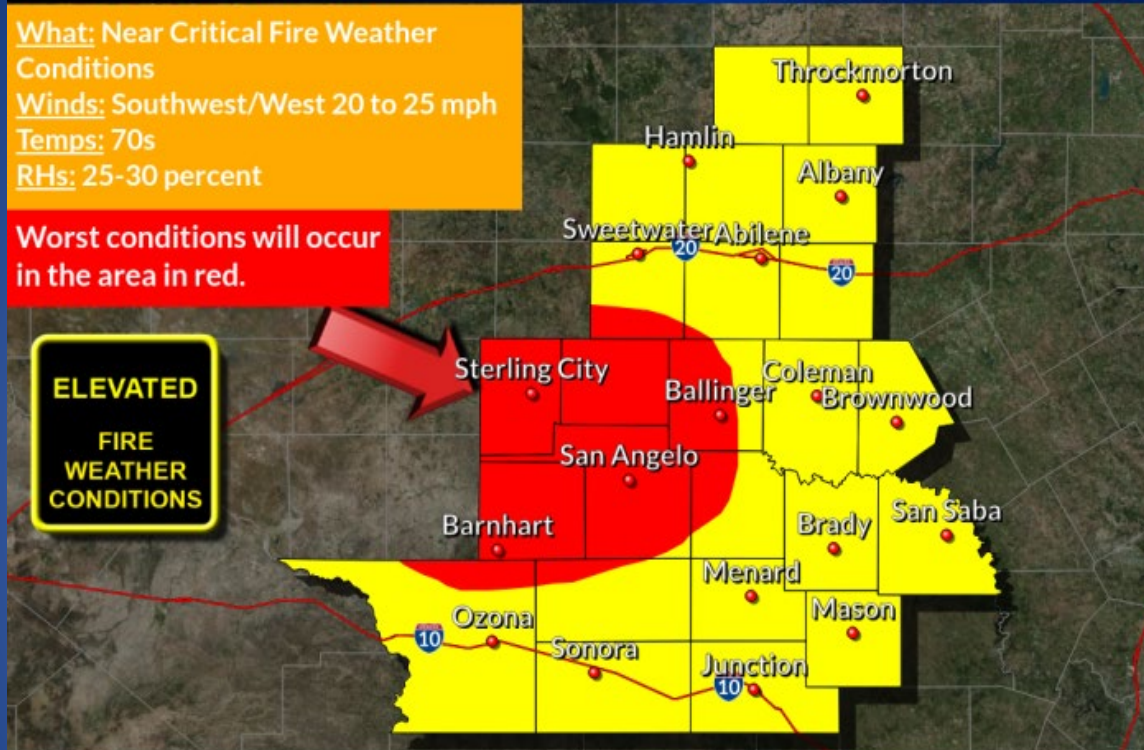 What: Near Critical Fire Weather
Conditions
Winds: Southwest/West 20 to 25 mph
Temps: 70s
RHs: 25-30 percent
Worst conditions will occur
in the area in red.
ELEVATED
FIRE
WEATHER
CONDITIONS
Throckmorton
Hamlin
Albany
Sweetwater
20
Abilene
20
Sterling City
Ballinger
Coleman
Brownwood
San Angelo
Barnhart
Brady
San Saba
Menard
Mason
Ozona
10
Sonora
Junction
10